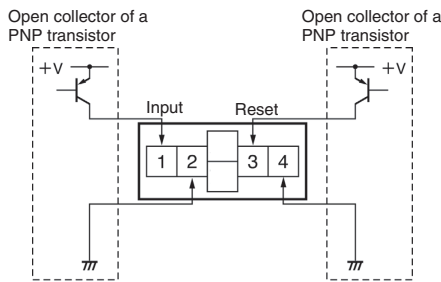 Open collector of a
PNP transistor
Open collector of a
PNP transistor
+V
+V
Input
Reset
1 2 3 4